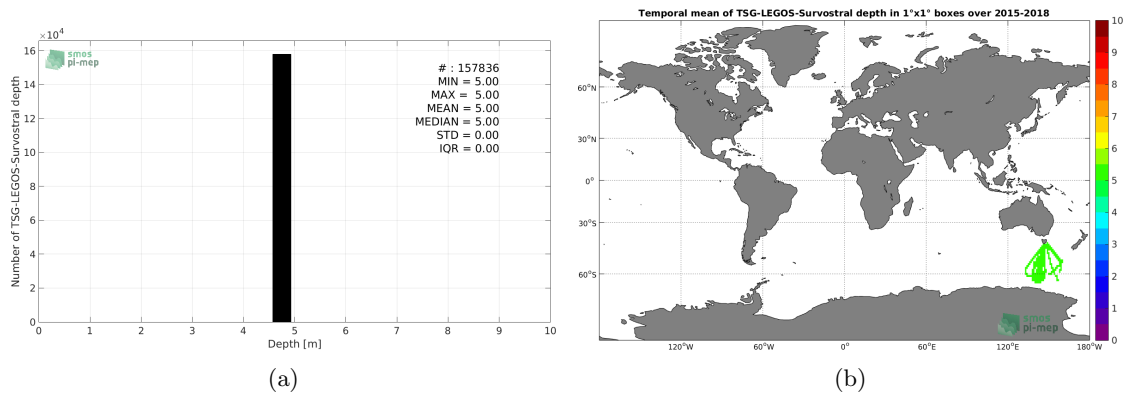 ×10⁴
16
14
12
10
8
6
4
2
0
Number of TSG-LEGOS-Survostral depth
smos
pi-mep
# : 157836
MIN = 5.00
MAX = 5.00
MEAN = 5.00
MEDIAN = 5.00
STD = 0.00
IQR = 0.00
0 1 2 3 4 5 6 7 8 9 10
Depth [m]
(a)
Temporal mean of TSG-LEGOS-Survostral depth in 1°x1° boxes over 2015-2018
60°N
30°N
0°
30°S
60°S
120°W 60°W 0° 60°E 120°E 180°W
smos
pi-mep
10
9
8
7
6
5
4
3
2
1
0
(b)